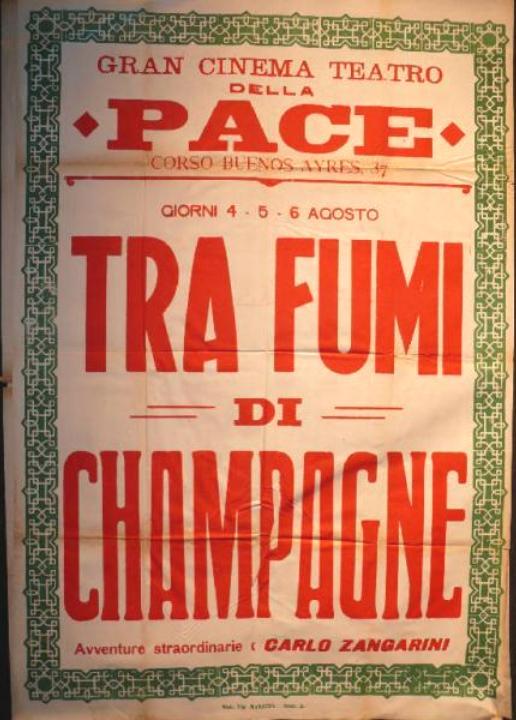 GRAN CINEMA TEATRO
DELLA
PACE
CORSO BUENOS AYRES, 37
GIORNI 4 - 5 - 6 AGOSTO
TRA FUMI
DI
CHAMPAGNE
Avventure straordinarie CARLO ZANGARINI